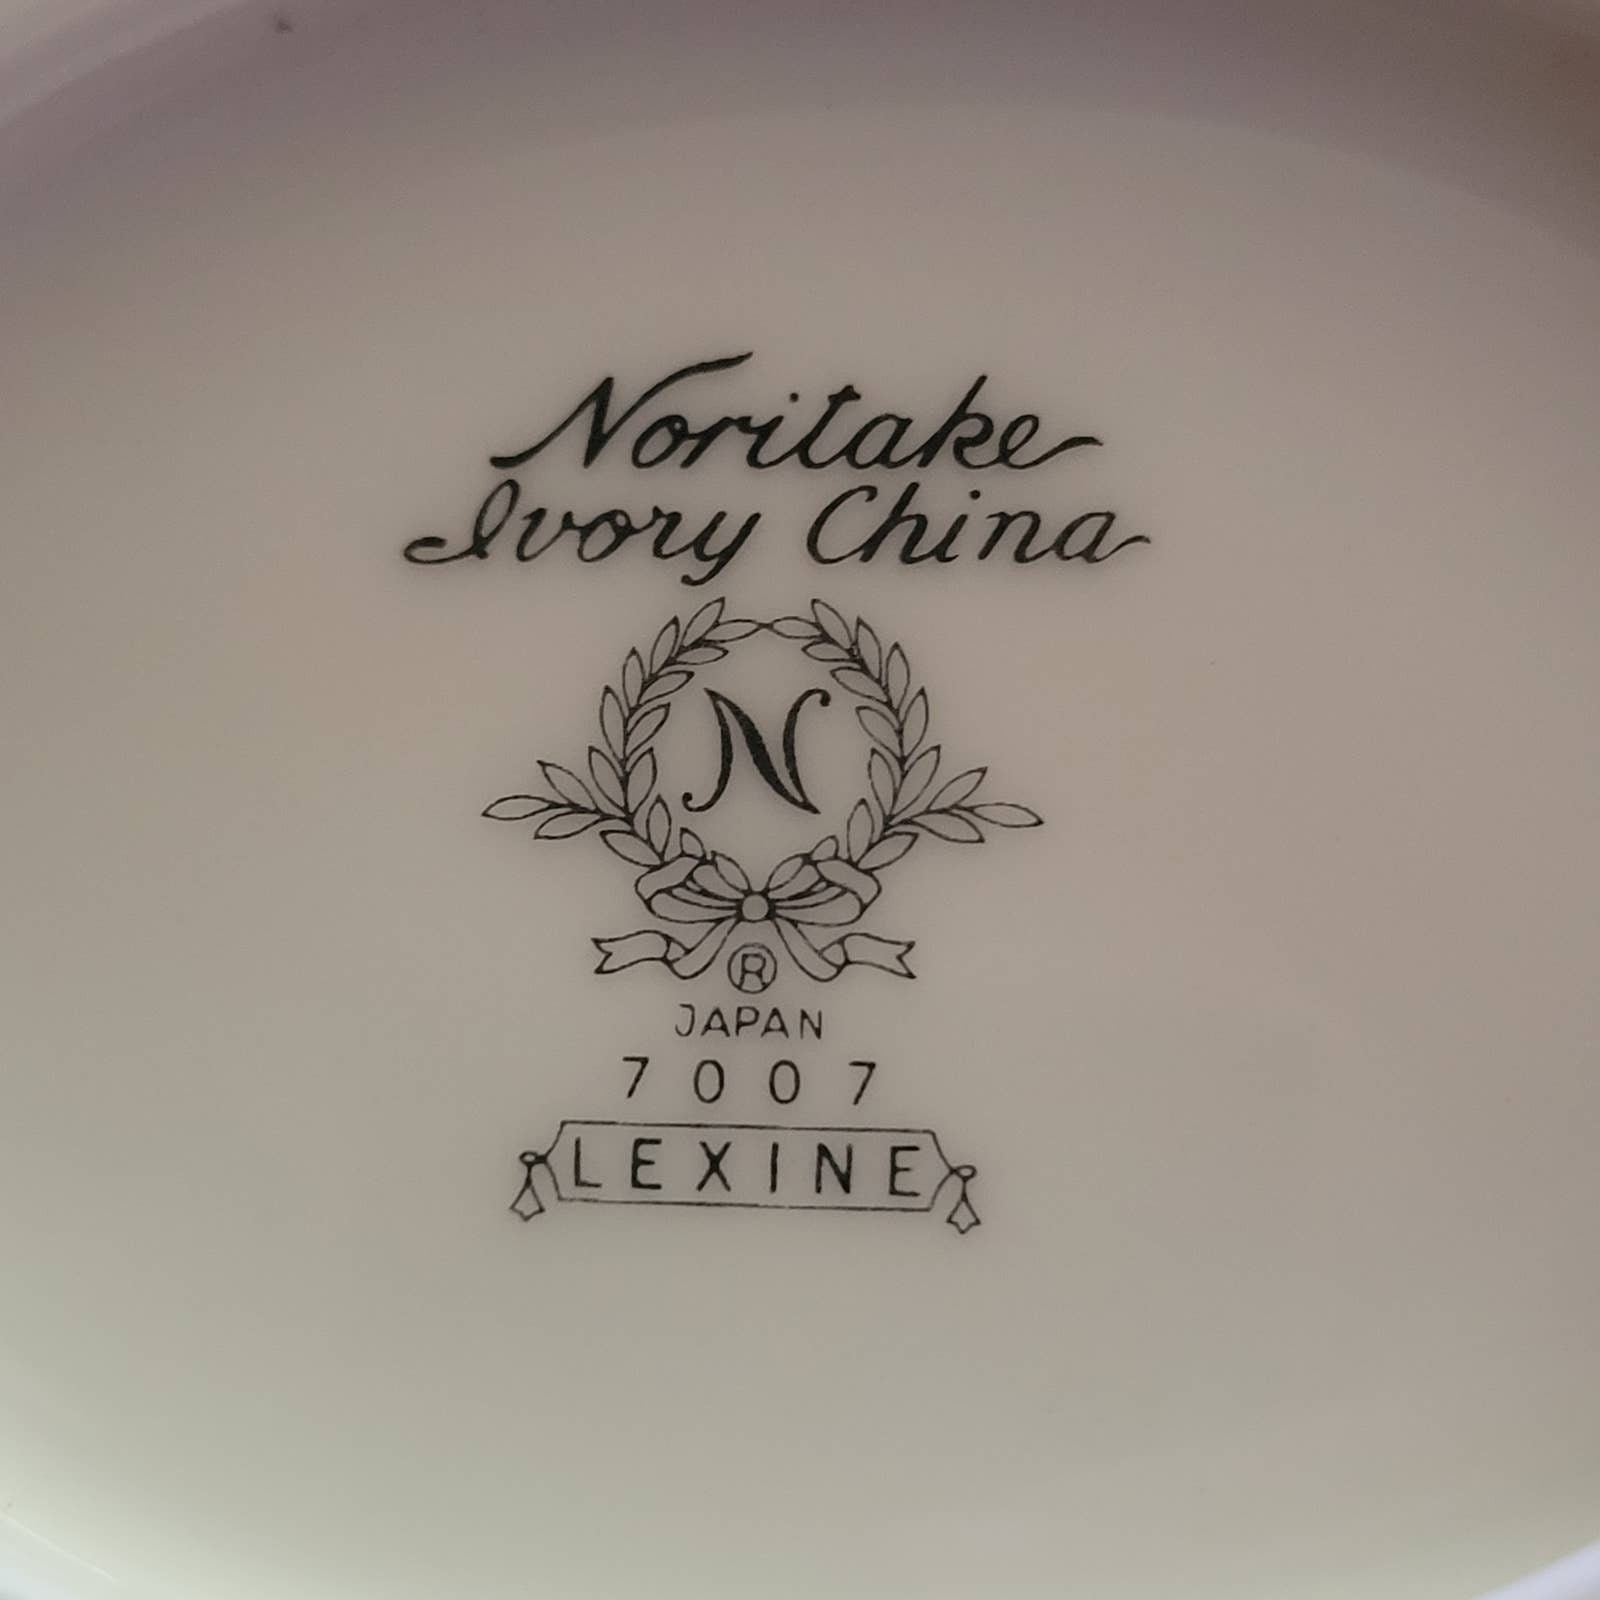 Noritake
Ivory China
N
®
JAPAN
7007
LEXINE